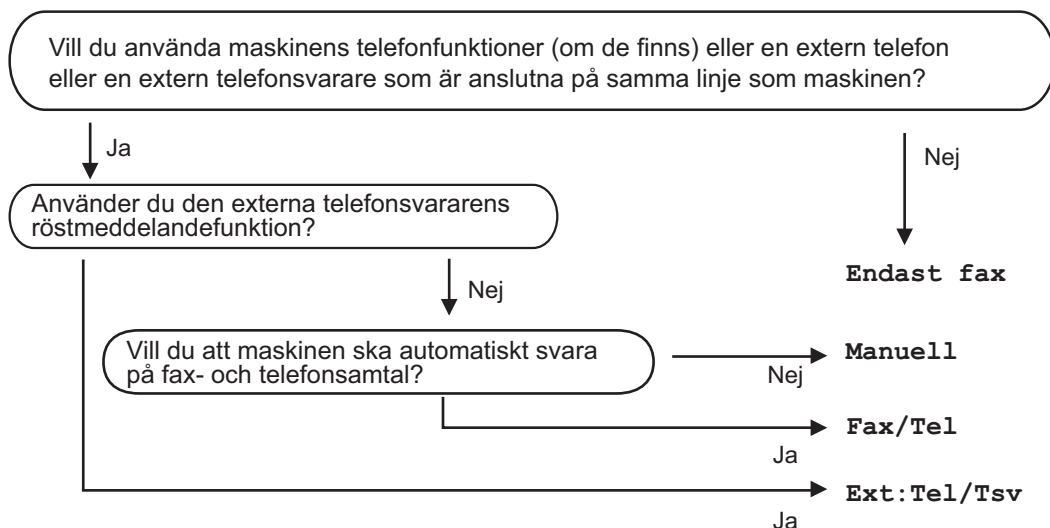 Vill du använda maskinens telefonfunktioner (om de finns) eller en extern telefon
eller en extern telefonsvarare som är anslutna på samma linje som maskinen?
Ja
Nej
Använder du den externa telefonsvararens
röstmeddelandefunktion?
Endast fax
Nej
Vill du att maskinen ska automatiskt svara
på fax- och telefonsamtal?
Manuell
Nej
Fax/Tel
Ja
Ext:Tel/Tsv
Ja